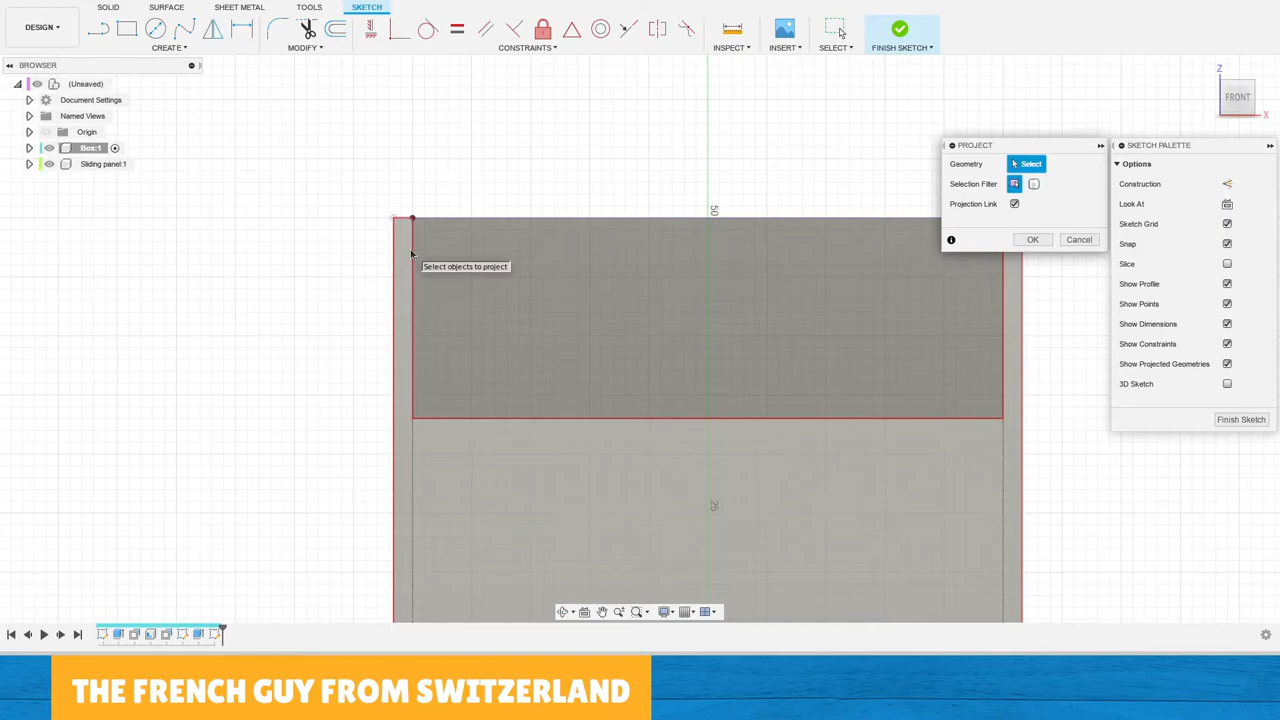 SOLID
SURFACE
SHEET METAL
TOOLS
SKETCH
DESIGN
CREATE
MODIFY
CONSTRAINTS
INSPECT
INSERT
SELECT
FINISH SKETCH
BROWSER
(Unsaved)
Document Settings
Named Views
Origin
Box:1
Sliding panel:1
Z
FRONT
X
50
25
Select objects to project
PROJECT
Geometry
Select
Selection Filter
Projection Link
OK
Cancel
SKETCH PALETTE
Options
Construction
Look At
Sketch Grid
Snap
Slice
Show Profile
Show Points
Show Dimensions
Show Constraints
Show Projected Geometries
3D Sketch
Finish Sketch
THE FRENCH GUY FROM SWITZERLAND